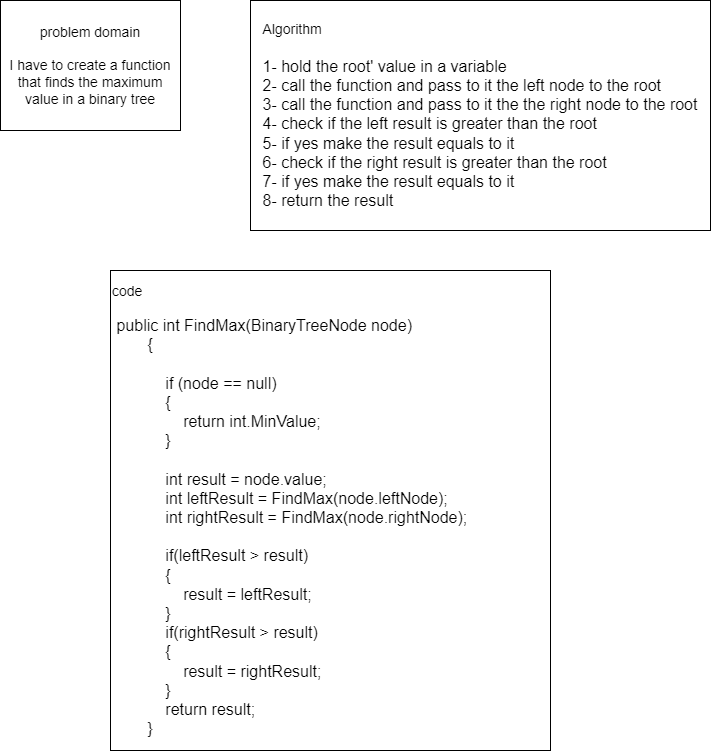 problem domain
I have to create a function
that finds the maximum
value in a binary tree
Algorithm
1- hold the root' value in a variable
2- call the function and pass to it the left node to the root
3- call the function and pass to it the the right node to the root
4- check if the left result is greater than the root
5- if yes make the result equals to it
6- check if the right result is greater than the root
7- if yes make the result equals to it
8- return the result
code
public int FindMax(BinaryTreeNode node)
{
if (node == null)
{
return int.MinValue;
}
int result = node.value;
int leftResult = FindMax(node.leftNode);
int rightResult = FindMax(node.rightNode);
if(leftResult > result)
{
result = leftResult;
}
if(rightResult > result)
{
result = rightResult;
}
return result;
}